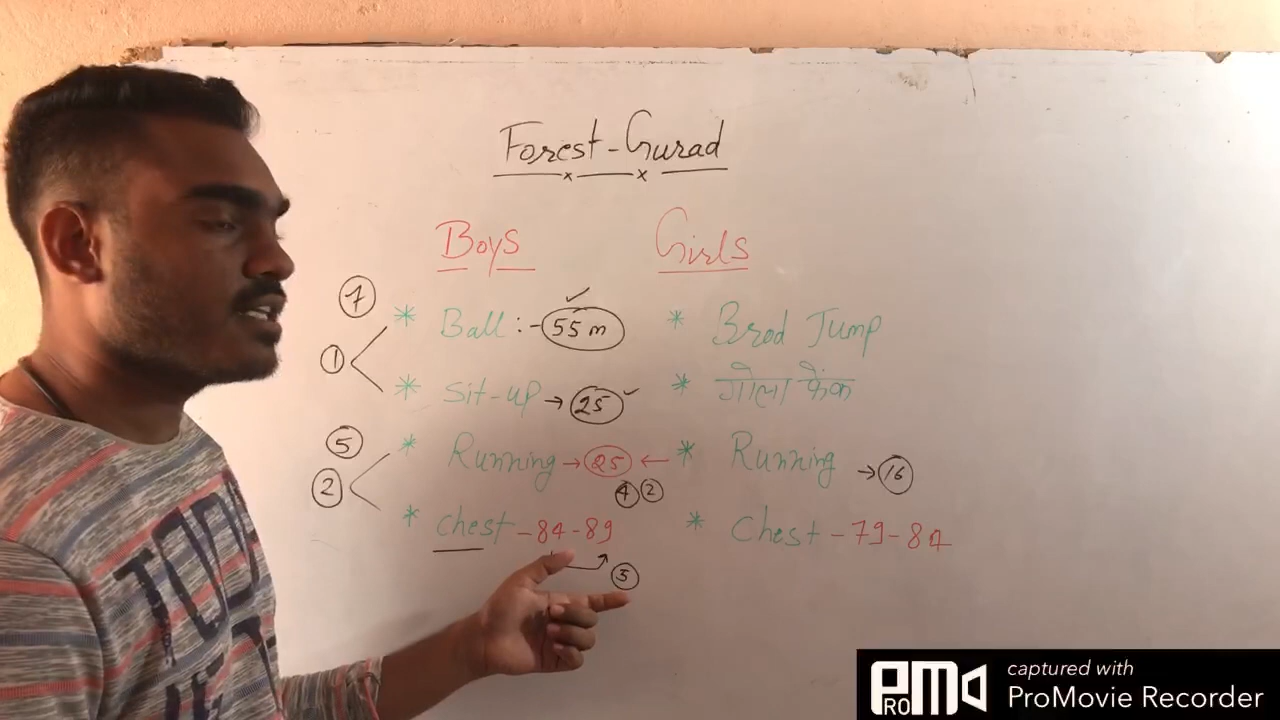 Forest-Gurad
Boys
Girls
7
* Ball :- 55 m
* Brod Jump
1
* Sit-up → 25
* गोला फेंक
5
* Running → 25 ←
* Running → 16
2
4 2
* Chest - 84-89
* Chest - 79-84
5
PRO M
captured with
ProMovie Recorder